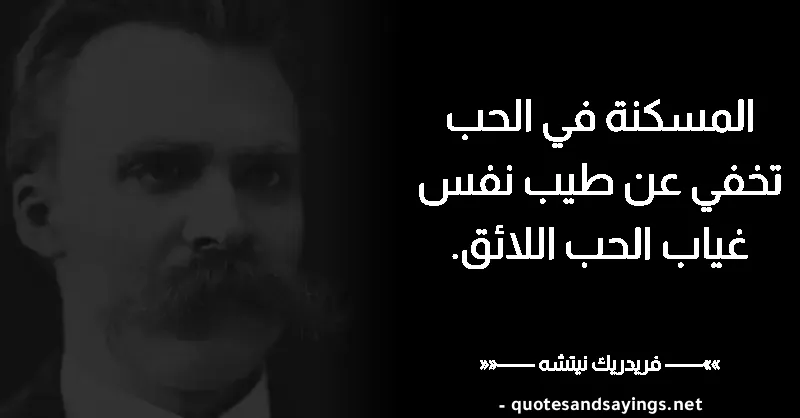 المسكنة في الحب
تخفي عن طيب نفس
غياب الحب اللائق.
»»—— فريدريك نيتشه ——««
- quotesandsayings.net